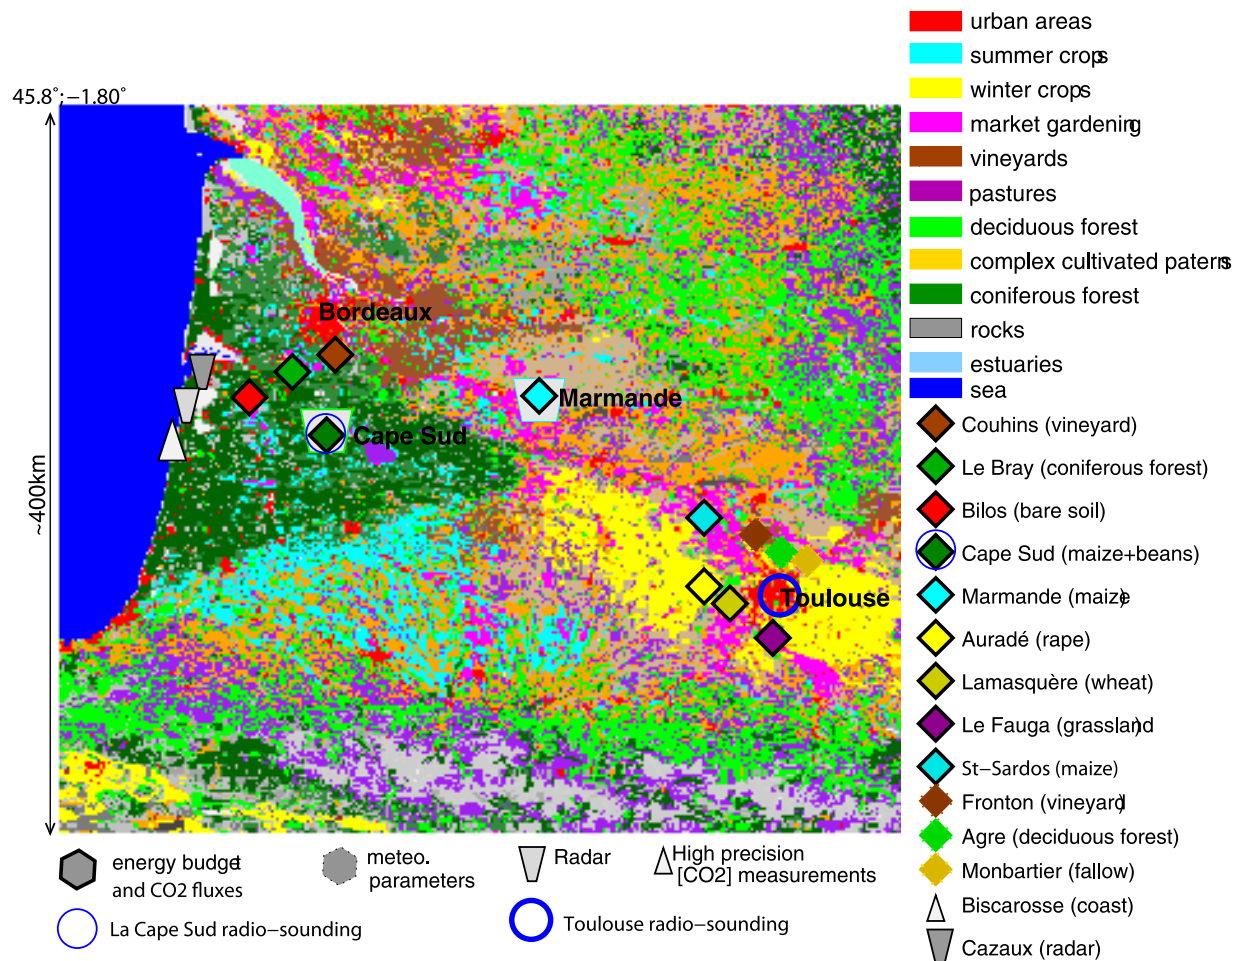 45.8°;−1.80°
~400km
Bordeaux
Marmande
Cape Sud
Toulouse
urban areas
summer crops
winter crops
market gardening
vineyards
pastures
deciduous forest
complex cultivated paterns
coniferous forest
rocks
estuaries
sea
Couhins (vineyard)
Le Bray (coniferous forest)
Bilos (bare soil)
Cape Sud (maize+beans)
Marmande (maize)
Auradé (rape)
Lamasquère (wheat)
Le Fauga (grassland)
St−Sardos (maize)
Fronton (vineyard)
Agre (deciduous forest)
Monbartier (fallow)
Biscarosse (coast)
Cazaux (radar)
energy budget
and CO2 fluxes
meteo.
parameters
Radar
High precision
[CO2] measurements
La Cape Sud radio−sounding
Toulouse radio−sounding